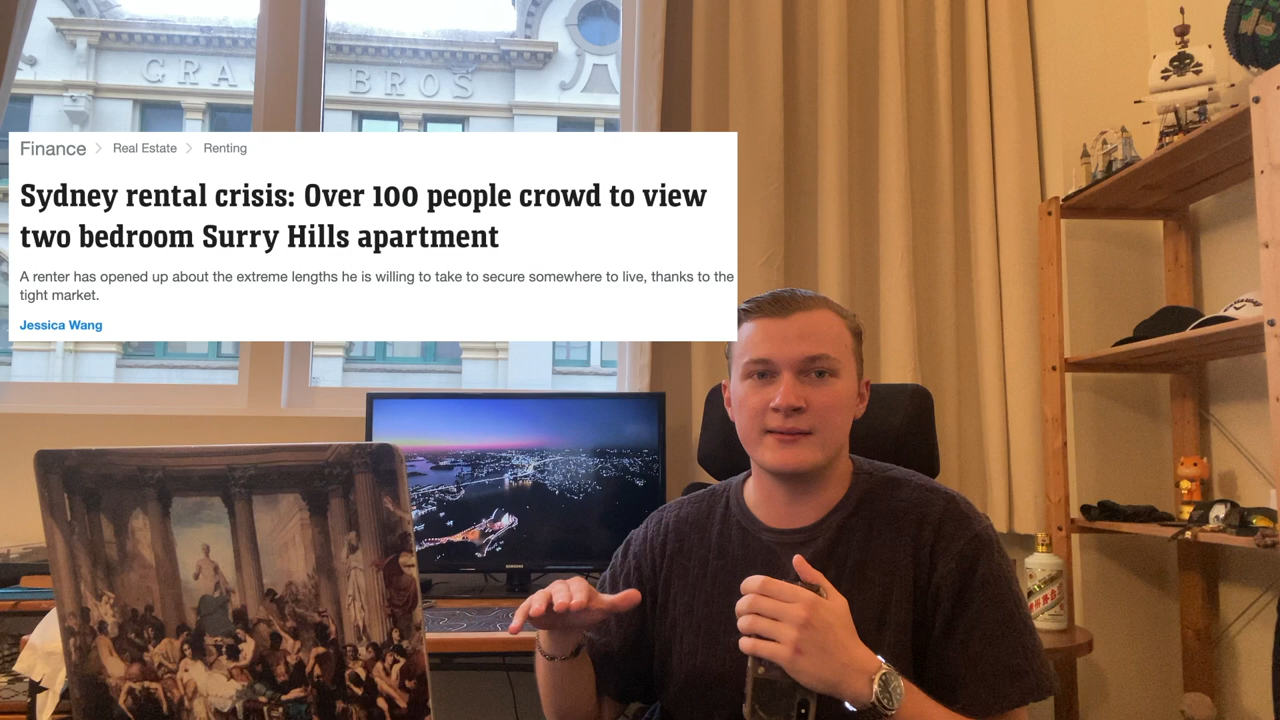 GRA BROS
Finance > Real Estate > Renting
Sydney rental crisis: Over 100 people crowd to view
two bedroom Surry Hills apartment
A renter has opened up about the extreme lengths he is willing to take to secure somewhere to live, thanks to the
tight market.
Jessica Wang
SAMSUNG